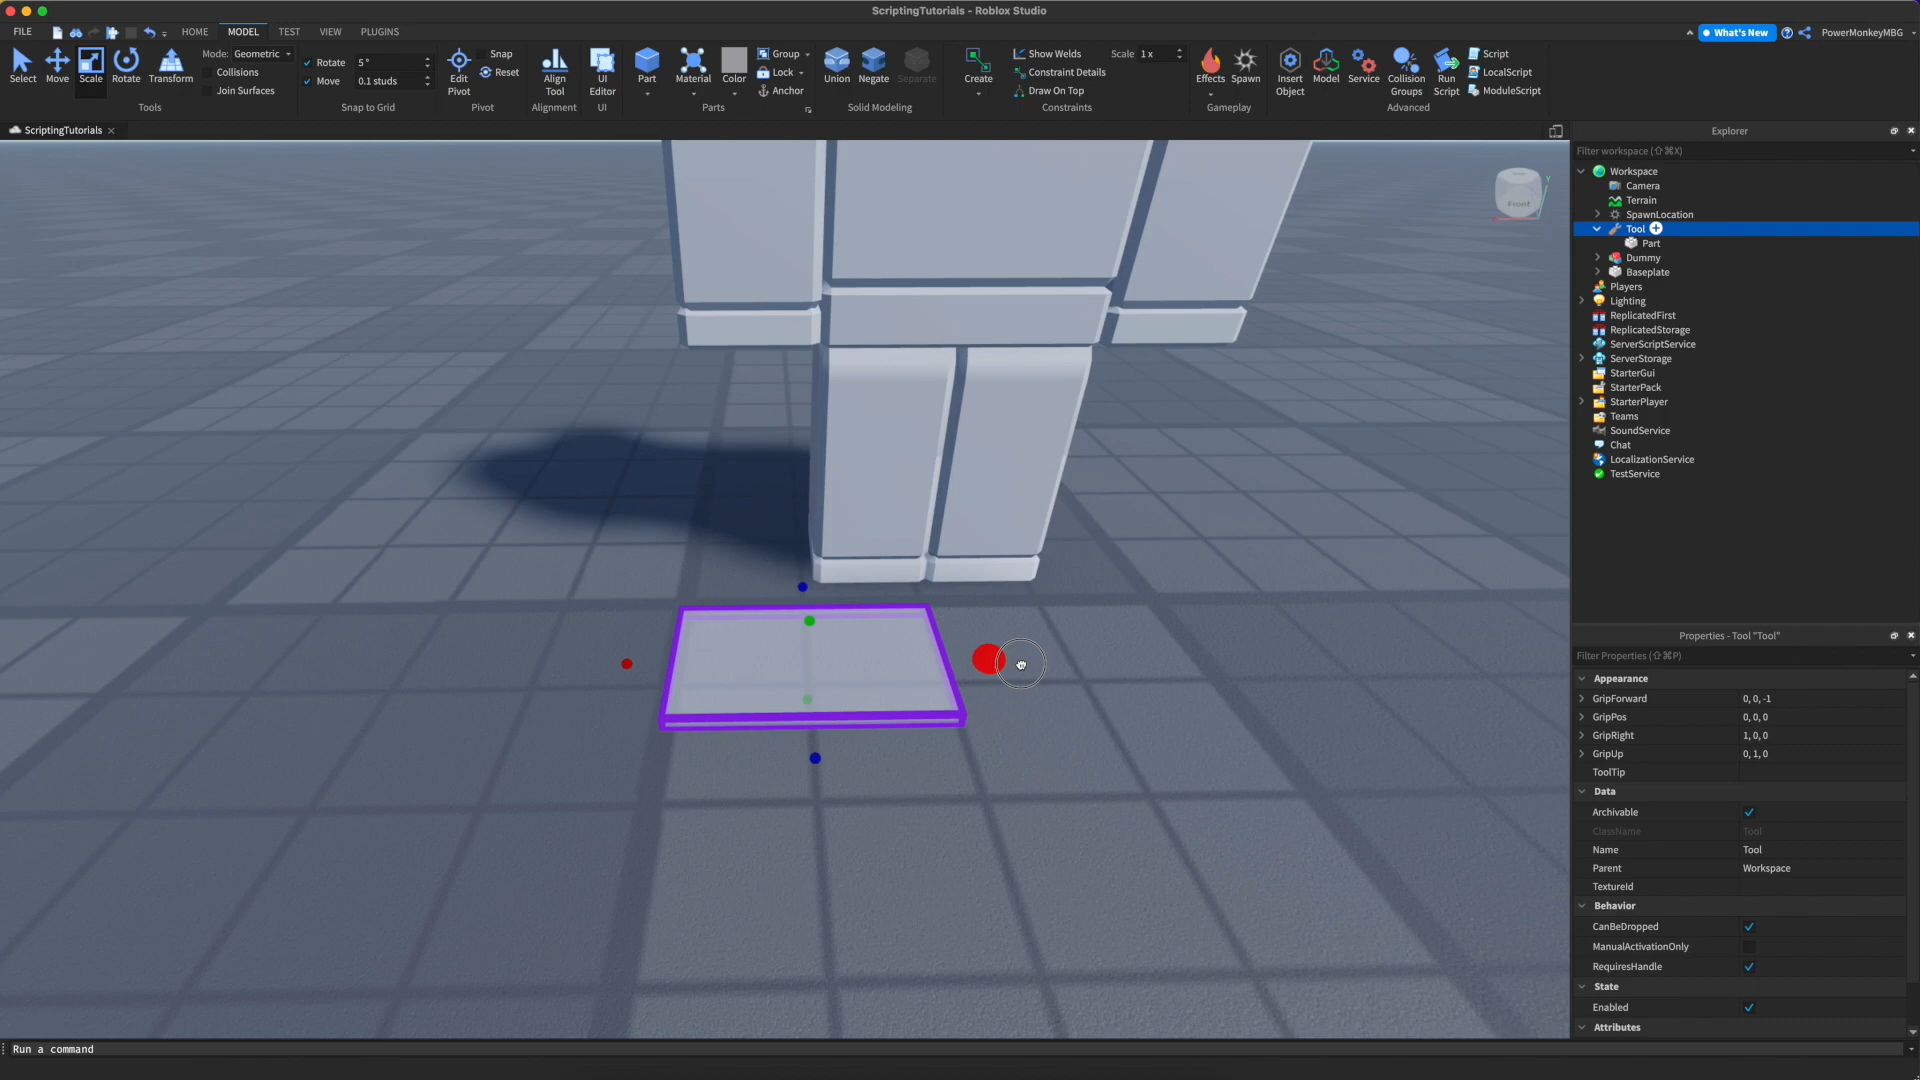 ScriptingTutorials - Roblox Studio
FILE HOME MODEL TEST VIEW PLUGINS What's New PowerMonkeyMBG
Select Move Scale Rotate Transform
Mode: Geometric
Collisions
Join Surfaces
Tools
Rotate 5 °
Move 0.1 studs
Snap to Grid
Edit Pivot
Snap
Reset
Pivot
Align Tool
Alignment
UI Editor
UI
Part Material Color
Group
Lock
Anchor
Parts
Union Negate Separate
Solid Modeling
Create
Show Welds
Constraint Details
Draw On Top
Scale 1 x
Constraints
Effects Spawn
Gameplay
Insert Object
Model
Service
Collision Groups
Run Script
Script
LocalScript
ModuleScript
Advanced
ScriptingTutorials
Front
Explorer
Filter workspace (⇧⌘X)
Workspace
Camera
Terrain
SpawnLocation
Tool
Part
Dummy
Baseplate
Players
Lighting
ReplicatedFirst
ReplicatedStorage
ServerScriptService
ServerStorage
StarterGui
StarterPack
StarterPlayer
Teams
SoundService
Chat
LocalizationService
TestService
Properties - Tool "Tool"
Filter Properties (⇧⌘P)
Appearance
GripForward 0, 0, -1
GripPos 0, 0, 0
GripRight 1, 0, 0
GripUp 0, 1, 0
ToolTip
Data
Archivable
ClassName Tool
Name Tool
Parent Workspace
TextureId
Behavior
CanBeDropped
ManualActivationOnly
RequiresHandle
State
Enabled
Attributes
Run a command